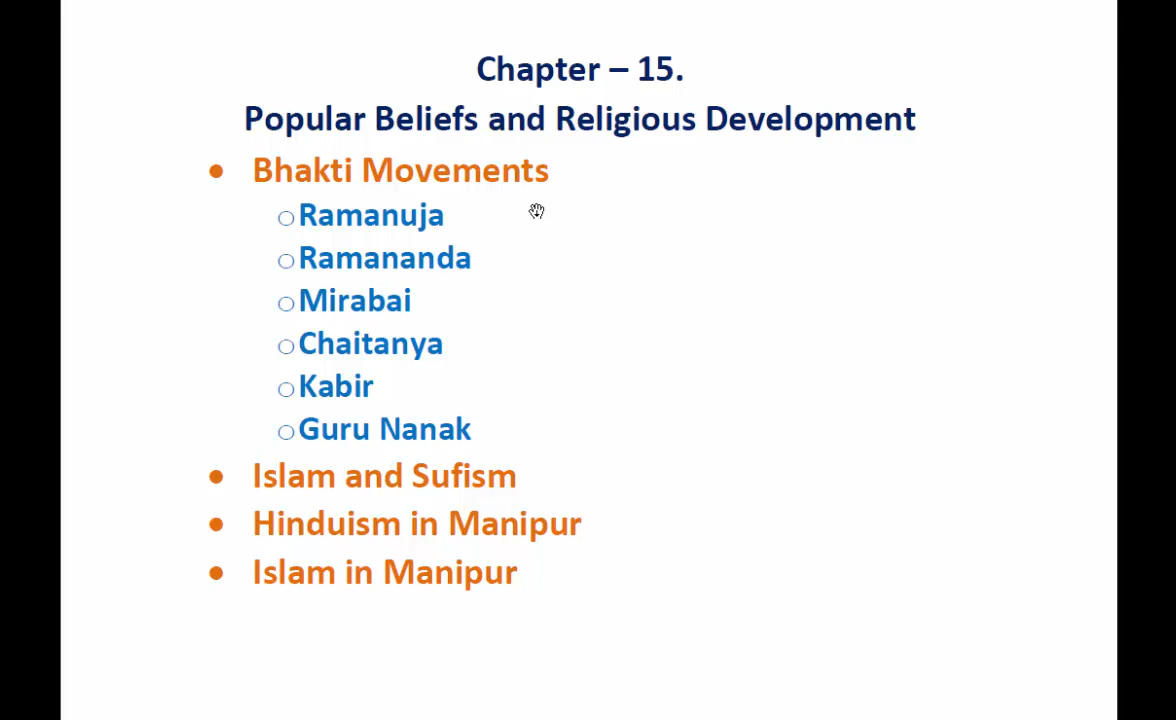 Chapter – 15.
Popular Beliefs and Religious Development
• Bhakti Movements
○ Ramanuja
○ Ramananda
○ Mirabai
○ Chaitanya
○ Kabir
○ Guru Nanak
• Islam and Sufism
• Hinduism in Manipur
• Islam in Manipur